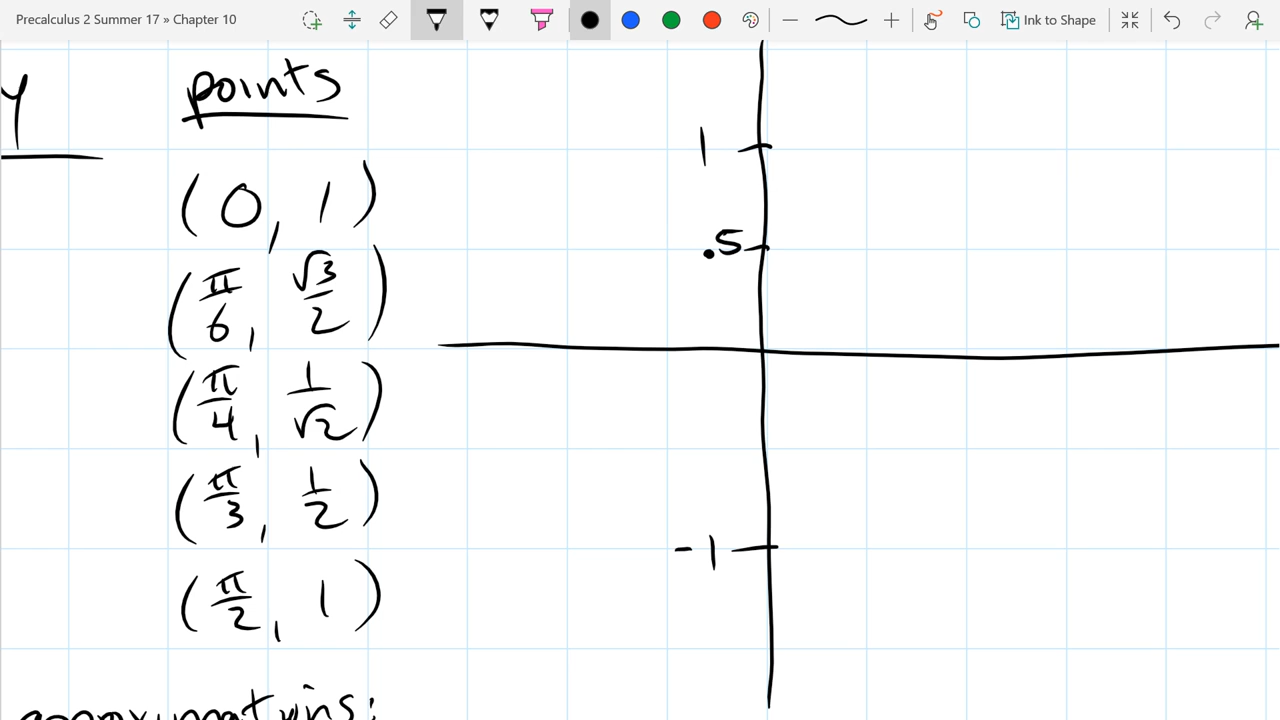 Precalculus 2 Summer 17 » Chapter 10
Ink to Shape
y
points
(0, 1)
(π/6, √3/2)
(π/4, 1/√2)
(π/3, 1/2)
(π/2, 1)
1
.5
-1